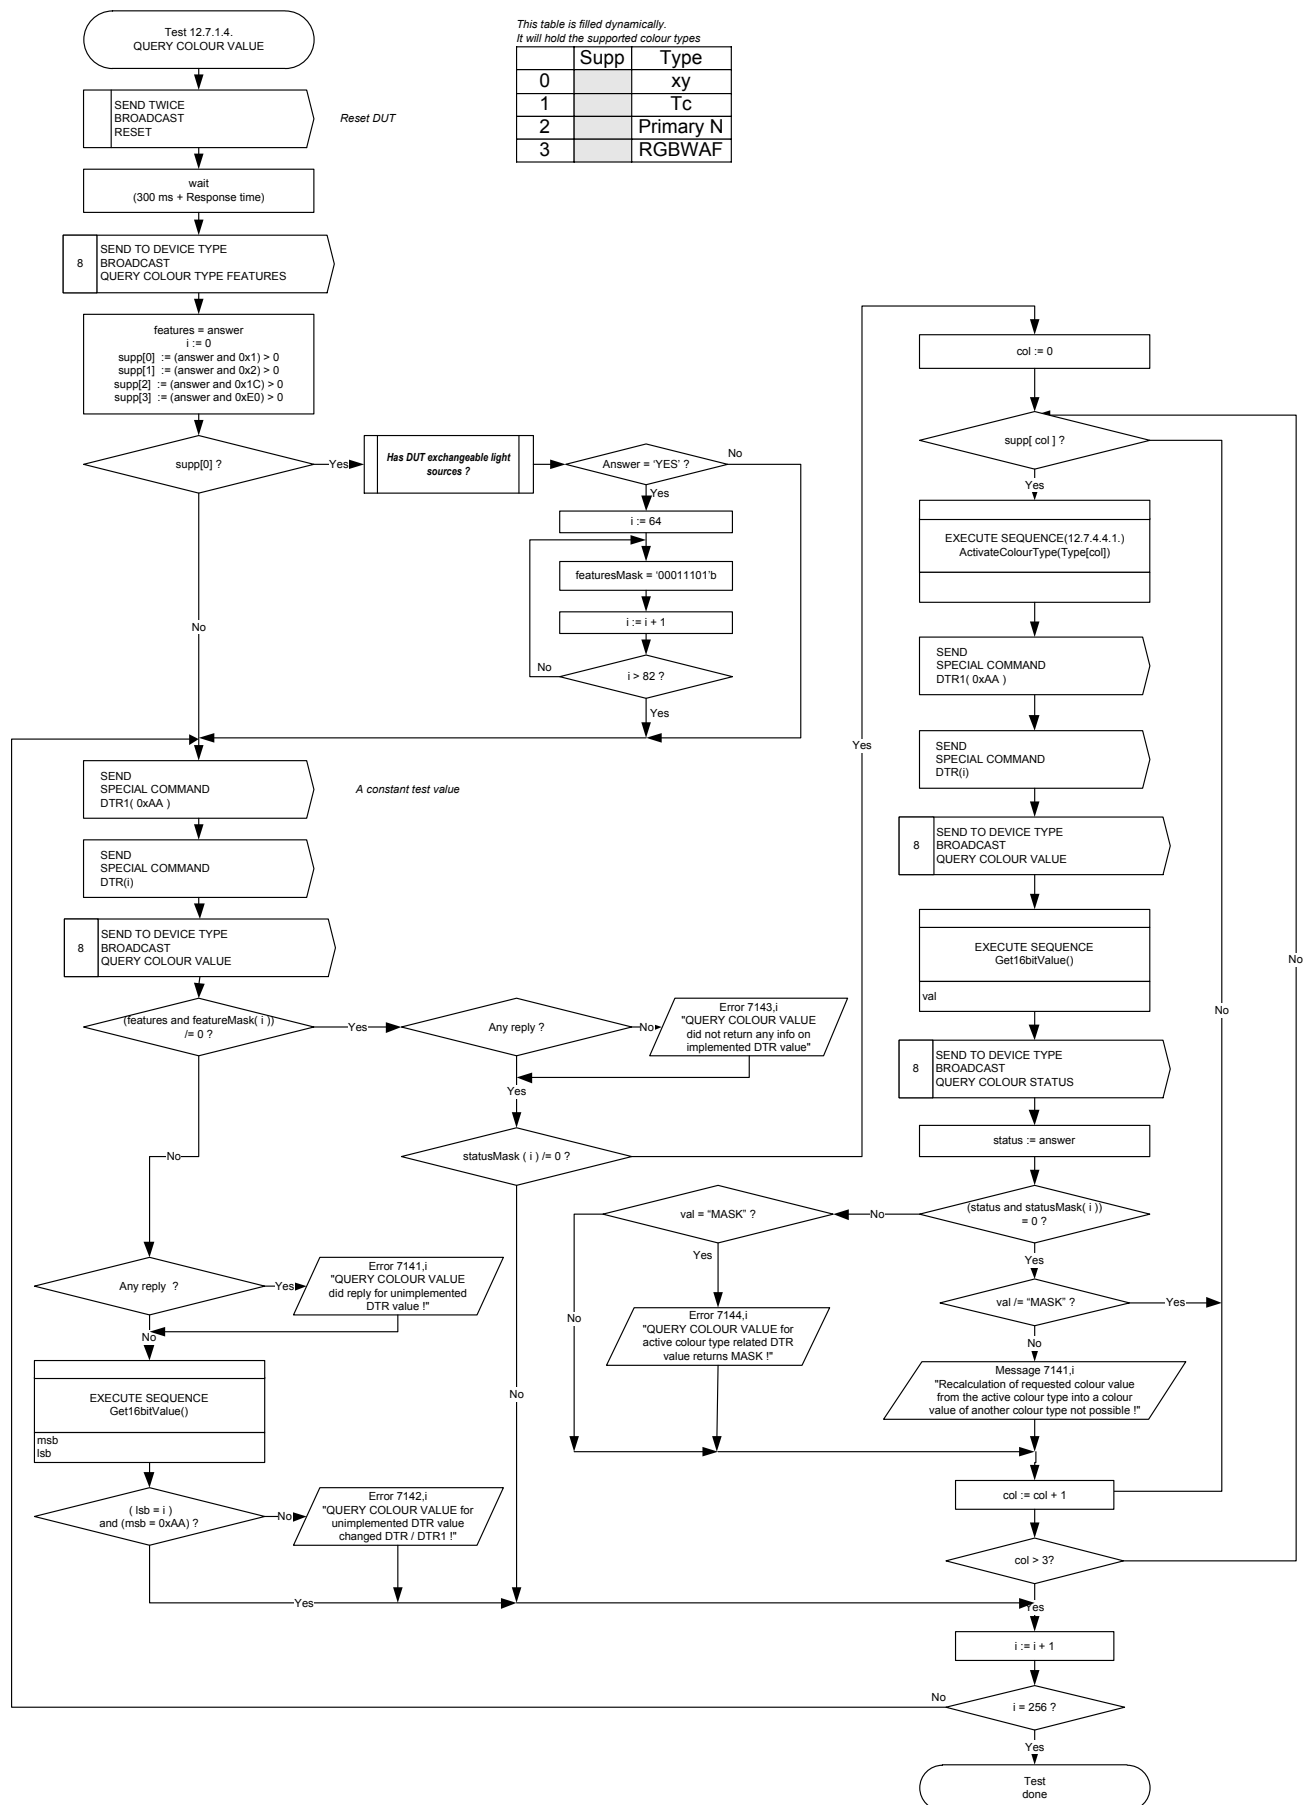 Test 12.7.1.4.
QUERY COLOUR VALUE
This table is filled dynamically.
It will hold the supported colour types
Supp Type
0 xy
1 Tc
2 Primary N
3 RGBWAF
SEND TWICE
BROADCAST
RESET
Reset DUT
wait
(300 ms + Response time)
8
SEND TO DEVICE TYPE
BROADCAST
QUERY COLOUR TYPE FEATURES
features = answer
i := 0
supp[0] := (answer and 0x1) > 0
supp[1] := (answer and 0x2) > 0
supp[2] := (answer and 0x1C) > 0
supp[3] := (answer and 0xE0) > 0
supp[0] ?
Yes
No
Has DUT exchangeable light
sources ?
Answer = 'YES' ?
No
Yes
i := 64
featuresMask = '00011101'b
i := i + 1
i > 82 ?
No
Yes
SEND
SPECIAL COMMAND
DTR1( 0xAA )
A constant test value
SEND
SPECIAL COMMAND
DTR(i)
8
SEND TO DEVICE TYPE
BROADCAST
QUERY COLOUR VALUE
(features and featureMask( i ))
/= 0 ?
Yes
No
Any reply ?
No
Yes
Error 7143,i
"QUERY COLOUR VALUE
did not return any info on
implemented DTR value"
statusMask ( i ) /= 0 ?
Yes
No
Any reply ?
Yes
No
Error 7141,i
"QUERY COLOUR VALUE
did reply for unimplemented
DTR value !"
EXECUTE SEQUENCE
Get16bitValue()
msb
lsb
( lsb = i )
and (msb = 0xAA) ?
No
Yes
Error 7142,i
"QUERY COLOUR VALUE for
unimplemented DTR value
changed DTR / DTR1 !"
col := 0
supp[ col ] ?
Yes
No
EXECUTE SEQUENCE(12.7.4.4.1.)
ActivateColourType(Type[col])
SEND
SPECIAL COMMAND
DTR1( 0xAA )
SEND
SPECIAL COMMAND
DTR(i)
8
SEND TO DEVICE TYPE
BROADCAST
QUERY COLOUR VALUE
EXECUTE SEQUENCE
Get16bitValue()
val
8
SEND TO DEVICE TYPE
BROADCAST
QUERY COLOUR STATUS
status := answer
(status and statusMask( i ))
= 0 ?
No
Yes
val = “MASK” ?
No
Yes
Error 7144,i
"QUERY COLOUR VALUE for
active colour type related DTR
value returns MASK !"
val /= “MASK” ?
Yes
No
Message 7141,i
"Recalculation of requested colour value
from the active colour type into a colour
value of another colour type not possible !"
col := col + 1
col > 3?
No
Yes
i := i + 1
i = 256 ?
No
Yes
Test
done